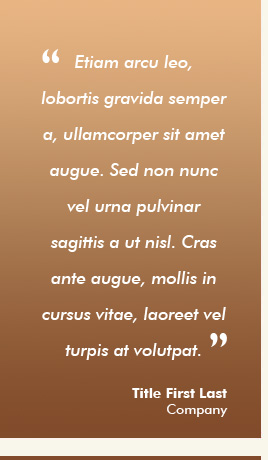 “ Etiam arcu leo,
lobortis gravida semper
a, ullamcorper sit amet
augue. Sed non nunc
vel urna pulvinar
sagittis a ut nisl. Cras
ante augue, mollis in
cursus vitae, laoreet vel
turpis at volutpat. ”
Title First Last
Company